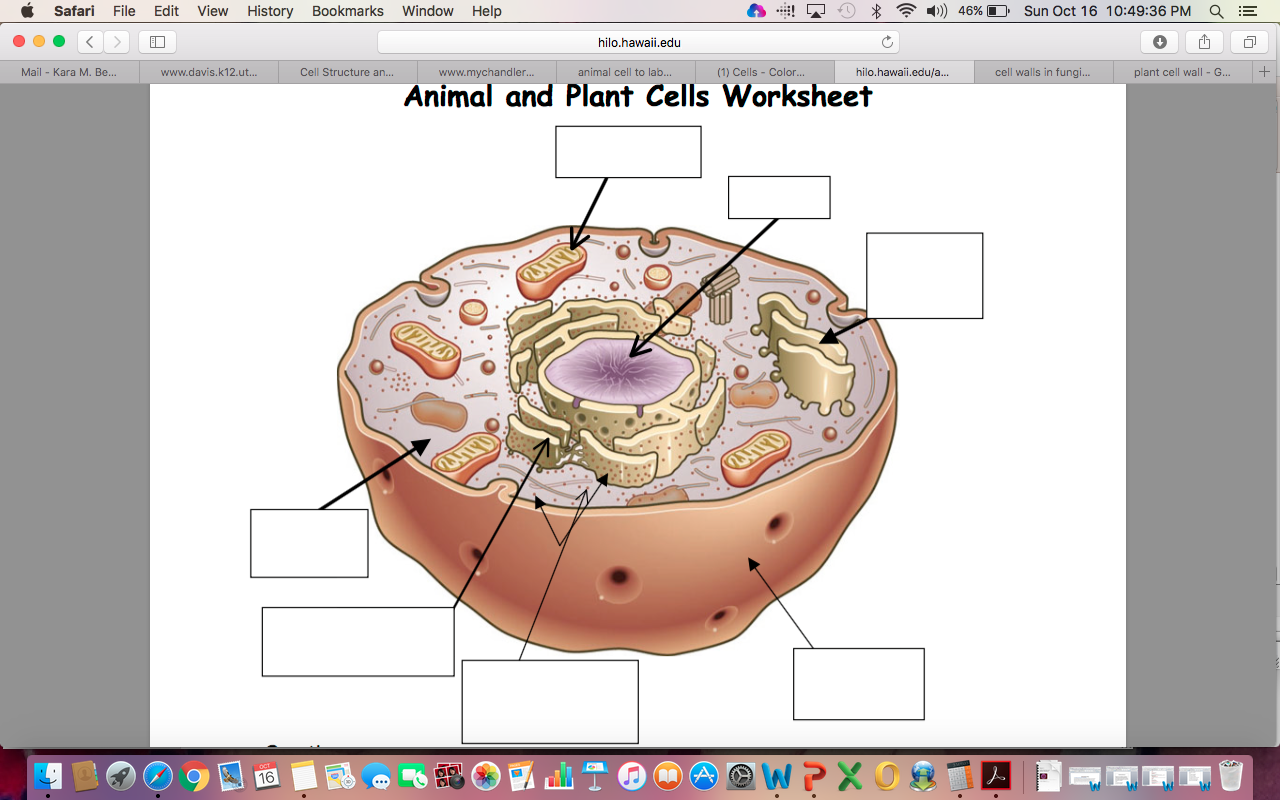 Safari File Edit View History Bookmarks Window Help 46% Sun Oct 16 10:49:36 PM
hilo.hawaii.edu
Mail - Kara M. Be... www.davis.k12.ut... Cell Structure an... www.mychandler... animal cell to lab... (1) Cells - Color... hilo.hawaii.edu/a... cell walls in fungi... plant cell wall - G...
Animal and Plant Cells Worksheet
OCT
16